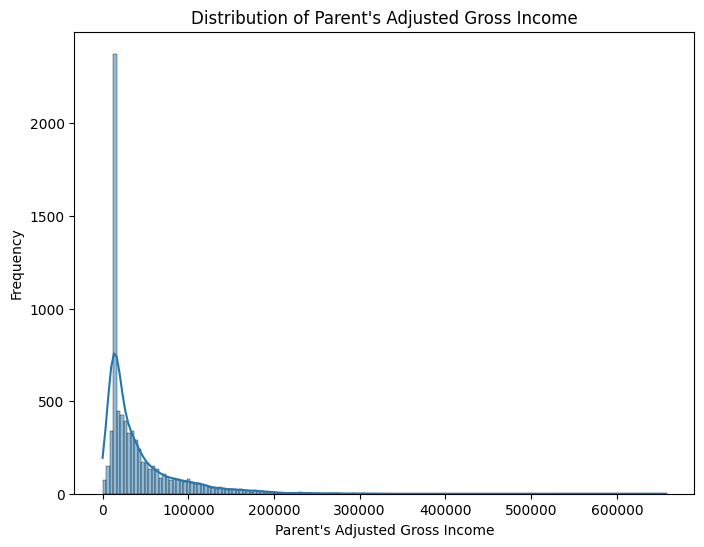 Distribution of Parent's Adjusted Gross Income
Frequency
2000
1500
1000
500
0
0 100000 200000 300000 400000 500000 600000
Parent's Adjusted Gross Income